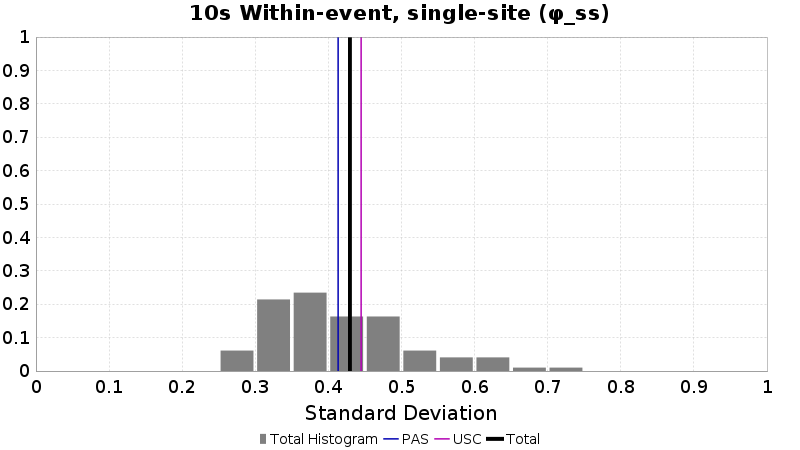 10s Within-event, single-site (φ_ss)
1
0.9
0.8
0.7
0.6
0.5
0.4
0.3
0.2
0.1
0
0 0.1 0.2 0.3 0.4 0.5 0.6 0.7 0.8 0.9 1
Standard Deviation
Total Histogram PAS USC Total